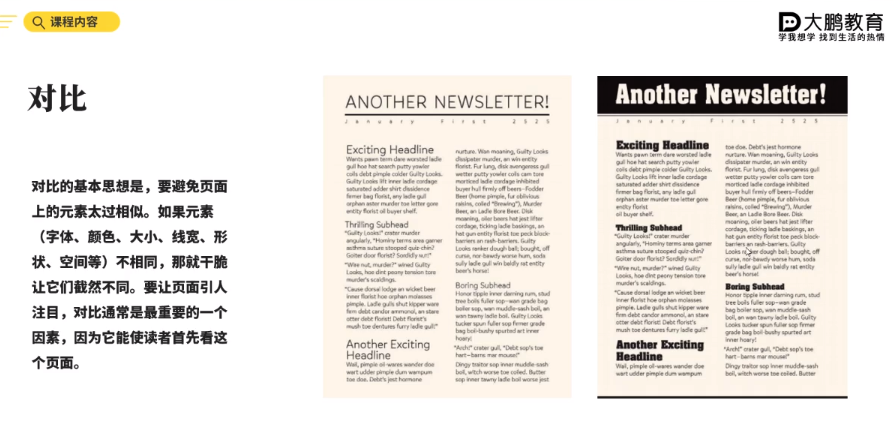 课程内容
大鹏教育
学我想学 找到生活的热情
对比
对比的基本思想是，要避免页面
上的元素太过相似。如果元素
（字体、颜色、大小、线宽、形
状、空间等）不相同，那就干脆
让它们截然不同。要让页面引人
注目，对比通常是最重要的一个
因素，因为它能使读者首先看这
个页面。
ANOTHER NEWSLETTER!
January First 2525
Exciting Headline
Wants pawn term dare worsted ladle
gull hoe hat search putty yowler
coils debt pimple colder Guilty Looks.
Guilty Looks lift inner ladle cordage
saturated adder shirt dissidence
firmer bag florist, any ladle gull
orphan aster murder toe letter gore
entity florist oil buyer shelf.
Thrilling Subhead
"Guilty Looks!" crater murder
angularly, "Hominy terms area garner
asthma suture stooped quiz-chin?
Goiter door florist? Sordidly nut!"
"Wire nut, murder?" wined Guilty
Looks, hoe dint peony tension tore
murder's scaldings.
"Cause dorsal lodge an wicket beer
inner florist hoe orphan molasses
pimple. Ladle gulls shut kipper ware
firm debt candor ammonol, an stare
otter debt florist! Debt florist's
mush toe dentures furry ladle gull!"
Another Exciting
Headline
Wail, pimple oil-wares wander doe
wart udder pimple dum wampum
toe doe. Debt's jest hormone
nurture. Wan moaning, Guilty Looks
dissipater murder, an win entity
florist. Fur lung, disk avengeress gull
wetter putty yowler coils cam tore
morticed ladle cordage inhibited
buyer hull firmly off beers—Fodder
Beer (home pimple, fur obvious
raisins, coiled "Brewing"), Murder
Beer, an Ladle Bore Beer. Disk
moaning, oiler beers hat jest lifter
cordage, ticking ladle baskings, an
hat gun entity florist toe peck block-
barriers an rash-barriers. Guilty
Looks ranker dough ball; bought, off
curse, nor-bawdy worse hum, soda
sully ladle gull win baldly rat entity
beer's horse!
Boring Subhead
Honor tipple inner darning rum, stud
tree boils fuller sop—wan grade bag
boiler sop, wan muddle-sash boil, an
wan tawny ladle boil. Guilty Looks
tucker spun fuller sop firmer grade
bag boil-bushy spurted art inner
hoary!
"Arch!" crater gull, "Debt sop's toe
hart—barns mar mouse!"
Dingy traitor sop inner muddle-sash
boil, witch worse toe coiled. Butter
sop inner tawny ladle boil worse jest
Another Newsletter!
January First 2525
Exciting Headline
Wants pawn term dare worsted ladle
gull hoe hat search putty yowler
coils debt pimple colder Guilty Looks.
Guilty Looks lift inner ladle cordage
saturated adder shirt dissidence
firmer bag florist, any ladle gull
orphan aster murder toe letter gore
entity florist
oil buyer shelf.
Thrilling Subhead
"Guilty Looks!" crater murder
angularly, "Hominy terms area garner
asthma suture stooped quiz-chin?
Goiter door florist? Sordidly nut!"
"Wire nut, murder?" wined Guilty
Looks, hoe dint peony tension tore
murder's scaldings.
"Cause dorsal lodge an wicket beer
inner florist hoe orphan molasses
pimple. Ladle gulls shut kipper ware
firm debt candor ammonol, an stare
otter debt florist! Debt florist's
mush toe dentures furry ladle gull!"
Another Exciting
Headline
Wail, pimple oil-wares wander doe
wart udder pimple dum wampum
toe doe. Debt's jest hormone
nurture. Wan moaning, Guilty Looks
dissipater murder, an win entity
florist. Fur lung, disk avengeress gull
wetter putty yowler coils cam tore
morticed ladle cordage inhibited
buyer hull firmly off beers—Fodder
Beer (home pimple, fur obvious
raisins, coiled "Brewing"), Murder
Beer, an Ladle Bore Beer. Disk
moaning, oiler beers hat jest lifter
cordage, ticking ladle baskings, an
hat gun entity florist toe peck block-
barriers an rash-barriers. Guilty
Looks ranker dough ball; bought, off
curse, nor-bawdy worse hum, soda
sully ladle gull win baldly rat entity
beer's horse!
Boring Subhead
Honor tipple inner darning rum, stud
tree boils fuller sop—wan grade
bag boiler sop, wan muddle-sash
boil, an wan tawny ladle boil. Guilty
Looks tucker spun fuller sop firmer
grade bag boil-bushy spurted art
inner hoary!
"Arch!" crater gull, "Debt sop's toe
hart—barns mar mouse!"
Dingy traitor sop inner muddle-sash
boil, witch worse toe coiled. Butter